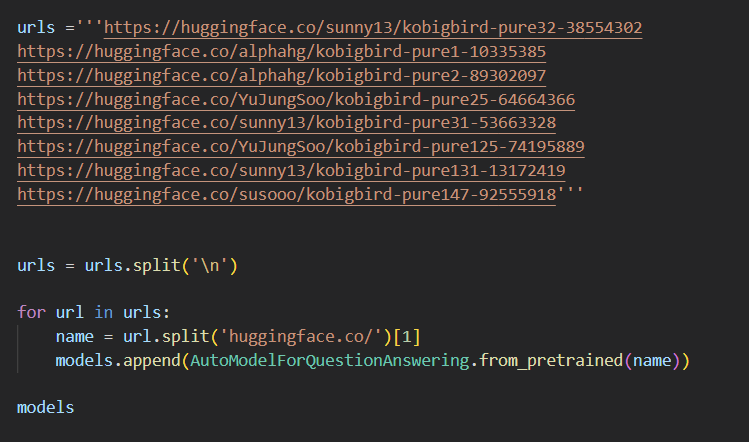 urls ='''https://huggingface.co/sunny13/kobigbird-pure32-38554302
https://huggingface.co/alphahg/kobigbird-pure1-10335385
https://huggingface.co/alphahg/kobigbird-pure2-89302097
https://huggingface.co/YuJungSoo/kobigbird-pure25-64664366
https://huggingface.co/sunny13/kobigbird-pure31-53663328
https://huggingface.co/YuJungSoo/kobigbird-pure125-74195889
https://huggingface.co/sunny13/kobigbird-pure131-13172419
https://huggingface.co/susooo/kobigbird-pure147-92555918'''
urls = urls.split('\n')
for url in urls:
    name = url.split('huggingface.co/')[1]
    models.append(AutoModelForQuestionAnswering.from_pretrained(name))
models